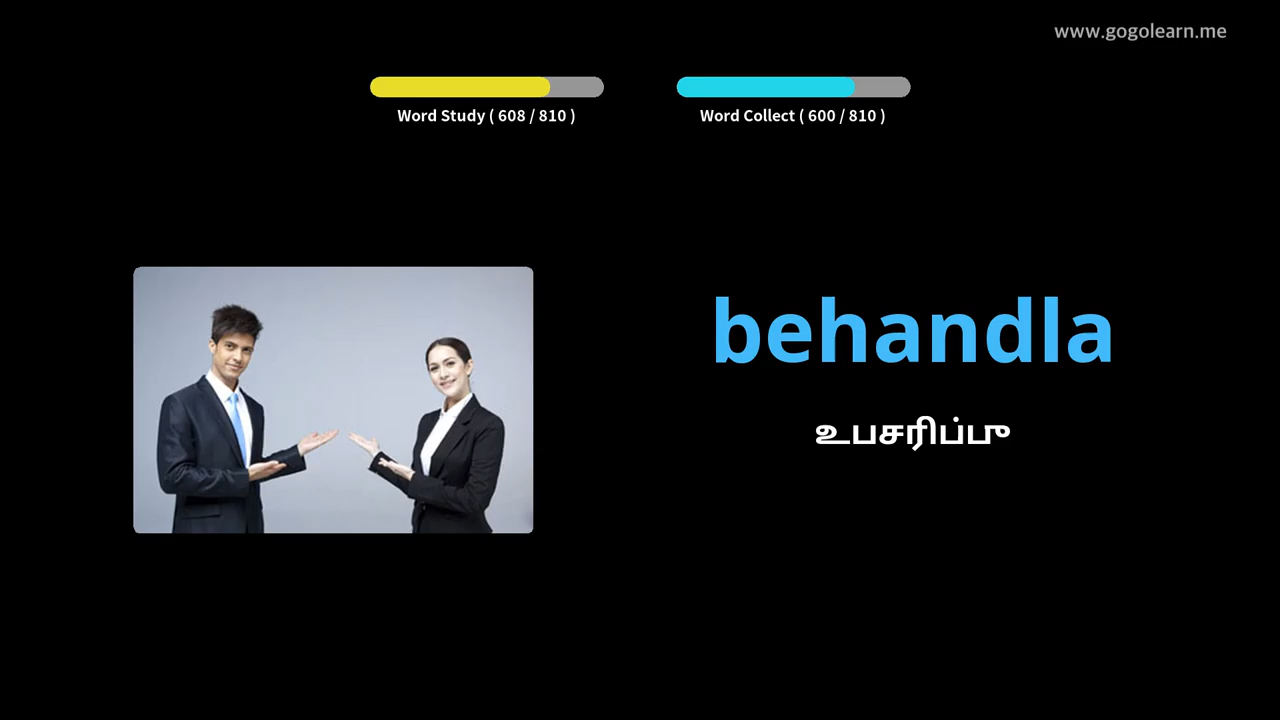 www.gogolearn.me
Word Study ( 608 / 810 )
Word Collect ( 600 / 810 )
behandla
உபசரிப்பு